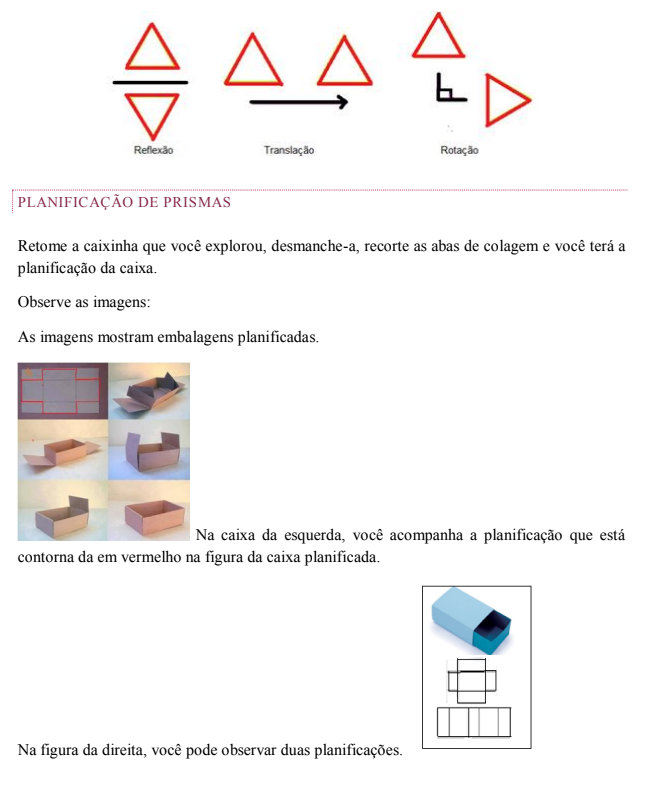 Reflexão
Translação
Rotação
PLANIFICAÇÃO DE PRISMAS
Retome a caixinha que você explorou, desmanche-a, recorte as abas de colagem e você terá a
planificação da caixa.
Observe as imagens:
As imagens mostram embalagens planificadas.
Na caixa da esquerda, você acompanha a planificação que está
contorna da em vermelho na figura da caixa planificada.
Na figura da direita, você pode observar duas planificações.